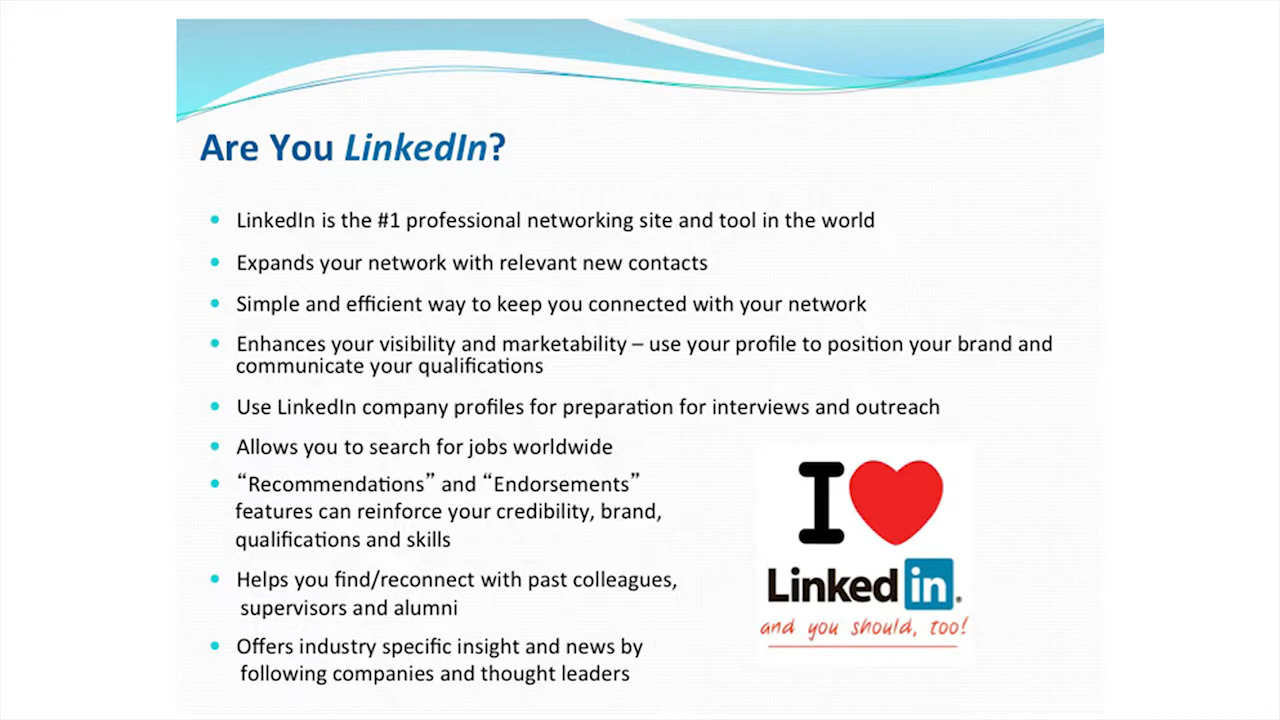 Are You LinkedIn?
• LinkedIn is the #1 professional networking site and tool in the world
• Expands your network with relevant new contacts
• Simple and efficient way to keep you connected with your network
• Enhances your visibility and marketability – use your profile to position your brand and
communicate your qualifications
• Use LinkedIn company profiles for preparation for interviews and outreach
• Allows you to search for jobs worldwide
• “Recommendations” and “Endorsements”
features can reinforce your credibility, brand,
qualifications and skills
• Helps you find/reconnect with past colleagues,
supervisors and alumni
• Offers industry specific insight and news by
following companies and thought leaders
I ♥
Linked in®
and you should, too!